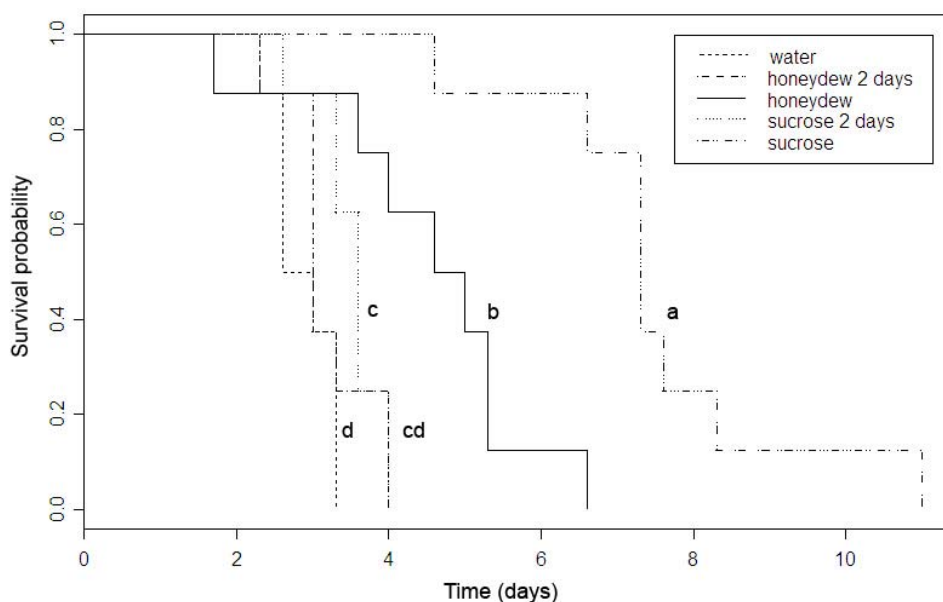 Survival probability
1.0
0.8
0.6
0.4
0.2
0.0
water
honeydew 2 days
honeydew
sucrose 2 days
sucrose
c
b
a
d
cd
0 2 4 6 8 10
Time (days)